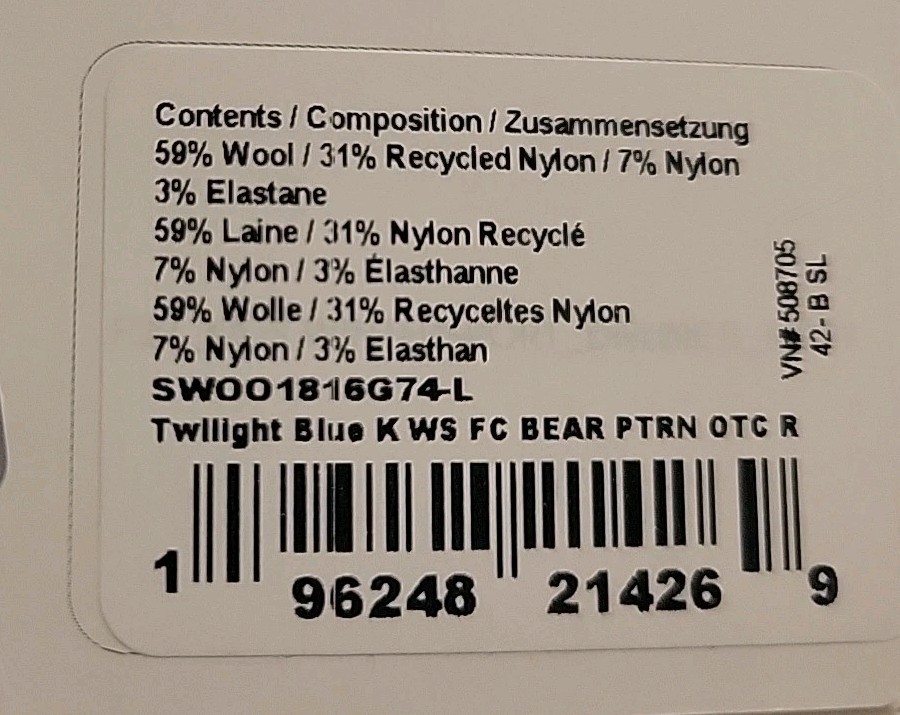 Contents / Composition / Zusammensetzung
59% Wool / 31% Recycled Nylon / 7% Nylon
3% Elastane
59% Laine / 31% Nylon Recyclé
7% Nylon / 3% Élasthanne
59% Wolle / 31% Recyceltes Nylon
7% Nylon / 3% Elasthan
SW001816G74-L
Twilight Blue K WS FC BEAR PTRN OTC R
1 96248 21426 9
VN# 508705
42- B SL